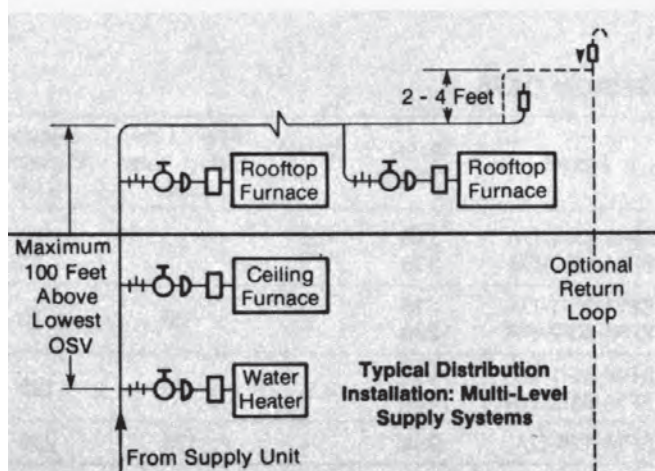 2 - 4 Feet
Rooftop
Furnace
Rooftop
Furnace
Maximum
100 Feet
Above
Lowest
OSV
Ceiling
Furnace
Optional
Return
Loop
Water
Heater
Typical Distribution
Installation: Multi-Level
Supply Systems
From Supply Unit